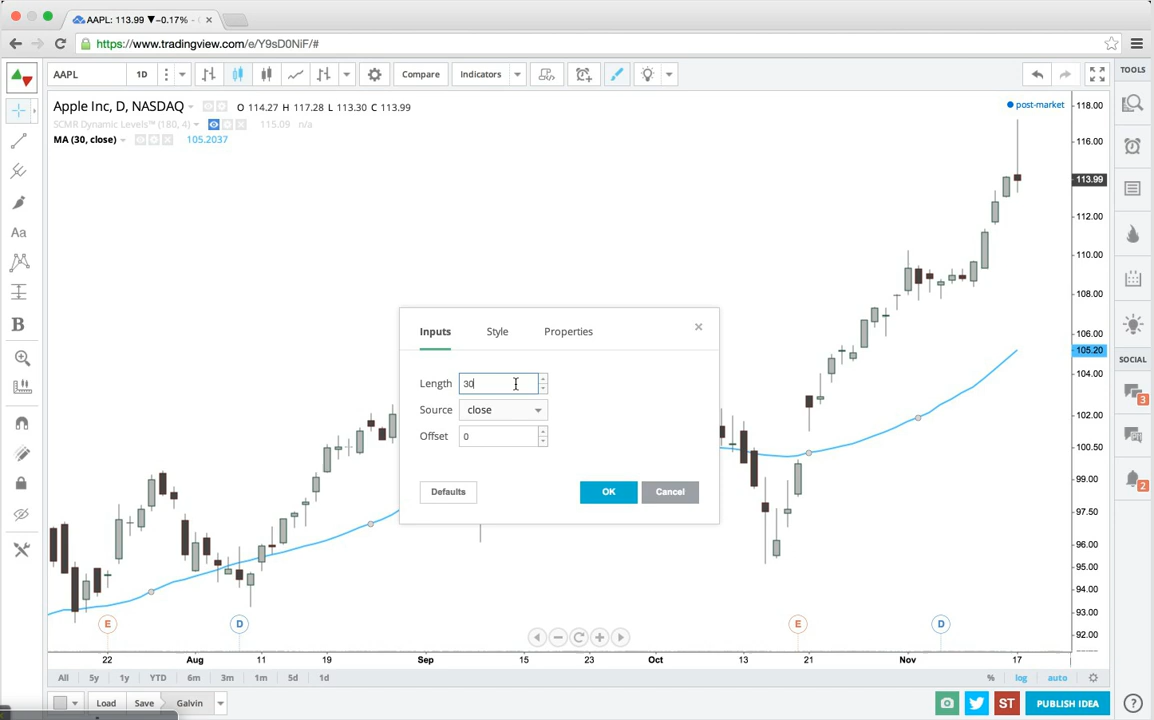 AAPL: 113.99 ▼−0.17% - 
https://www.tradingview.com/e/Y9sD0NiF/#
AAPL 1D Compare Indicators TOOLS
Apple Inc, D, NASDAQ O 114.27 H 117.28 L 113.30 C 113.99 post-market 118.00
SCMR Dynamic Levels™ (180, 4) 115.09 n/a
MA (30, close) 105.2037 116.00
113.99
112.00
Aa
110.00
108.00
B
Inputs Style Properties × 106.00
105.20
SOCIAL
104.00
Length 30
3
Source close
Offset 0 102.00
100.50
99.00
2
Defaults OK Cancel
97.50
96.00
95.00
94.00
93.00
E D E D
92.00
22 Aug 11 19 Sep 15 23 Oct 13 21 Nov 17
All 5y 1y YTD 6m 3m 1m 5d 1d % log auto
Load Save Galvin ST PUBLISH IDEA ?